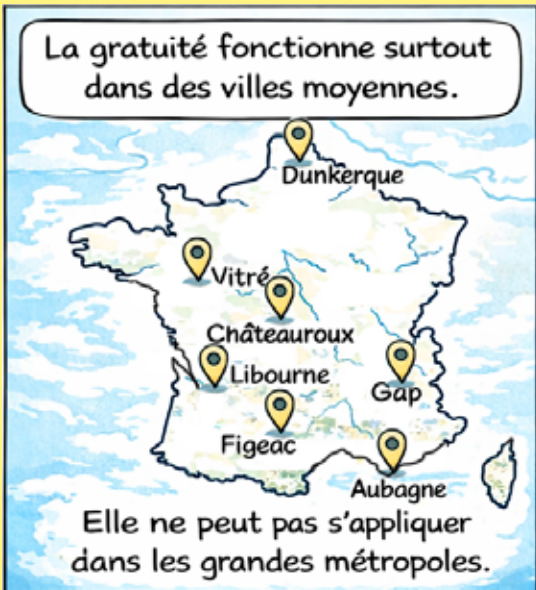 La gratuité fonctionne surtout
dans des villes moyennes.
Dunkerque
Vitré
Châteauroux
Libourne
Gap
Figeac
Aubagne
Elle ne peut pas s'appliquer
dans les grandes métropoles.